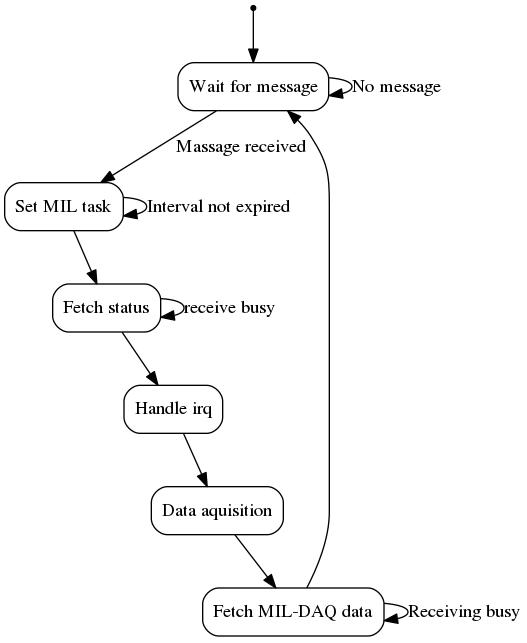 Wait for message
No message
Massage received
Set MIL task
Interval not expired
Fetch status
receive busy
Handle irq
Data aquisition
Fetch MIL-DAQ data
Receiving busy